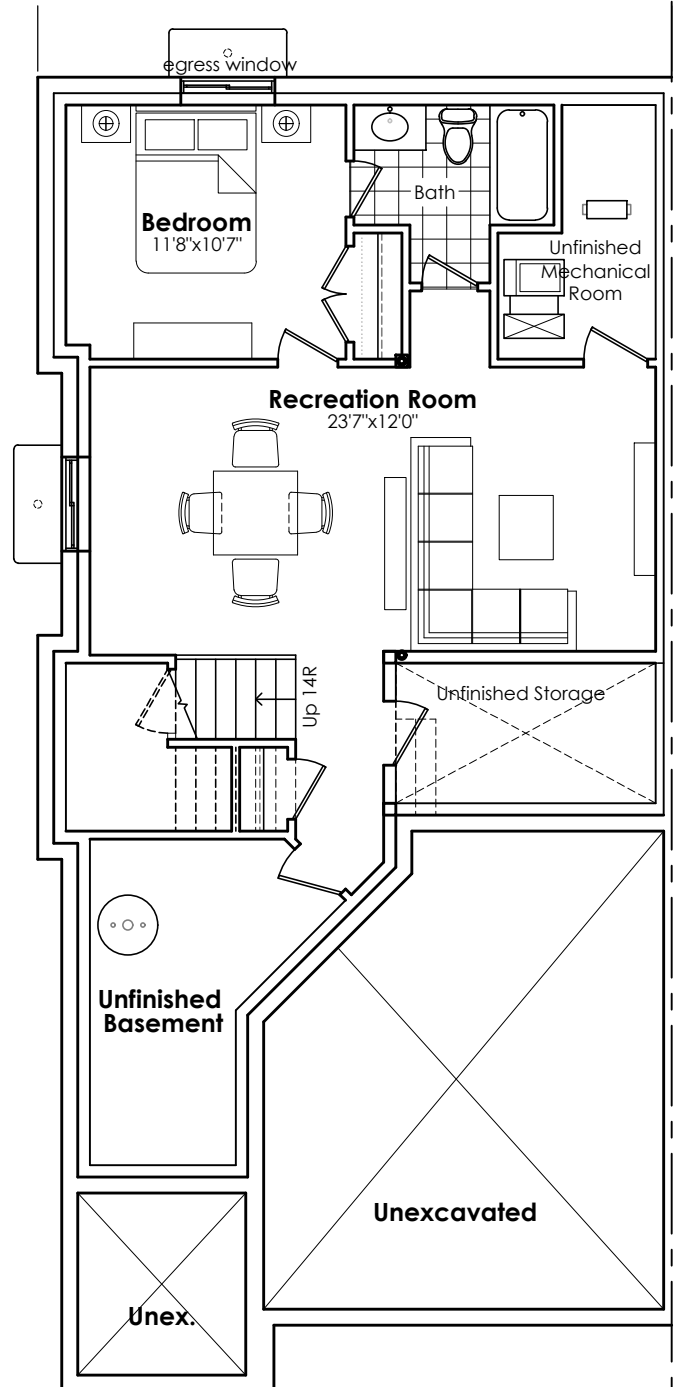 egress window
Bedroom
11'8"x10'7"
Bath
Unfinished
Mechanical
Room
Recreation Room
23'7"x12'0"
Up 14R
Unfinished Storage
Unfinished
Basement
Unexcavated
Unex.